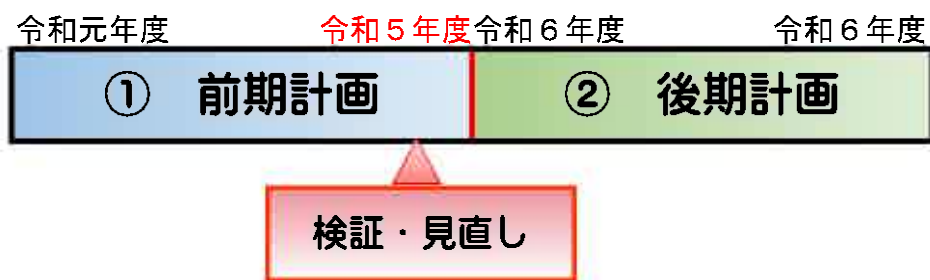 令和元年度 令和５年度 令和６年度 令和６年度
① 前期計画 ② 後期計画
検証・見直し